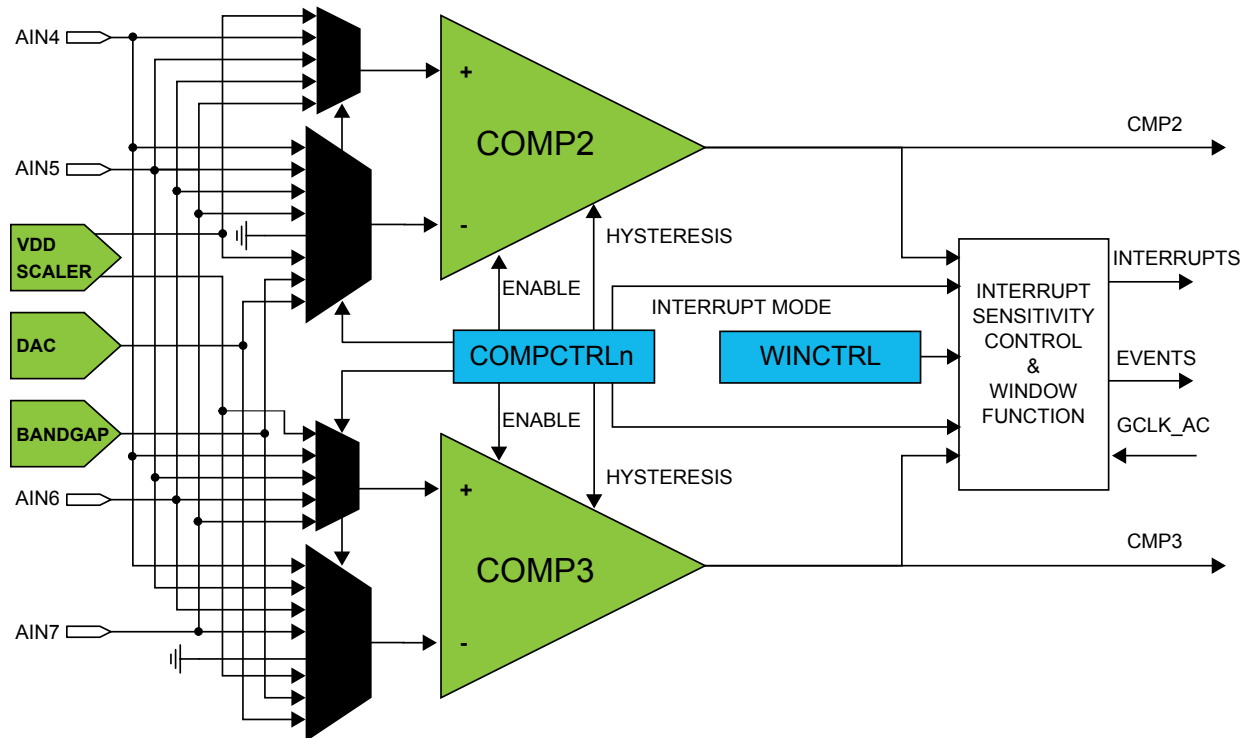 AIN4
+
COMP2
-
CMP2
AIN5
VDD
SCALER
HYSTERESIS
ENABLE
INTERRUPT MODE
INTERRUPT
SENSITIVITY
CONTROL
&
WINDOW
FUNCTION
INTERRUPTS
DAC
COMPCTRLn
WINCTRL
EVENTS
BANDGAP
ENABLE
GCLK_AC
HYSTERESIS
AIN6
+
COMP3
-
CMP3
AIN7